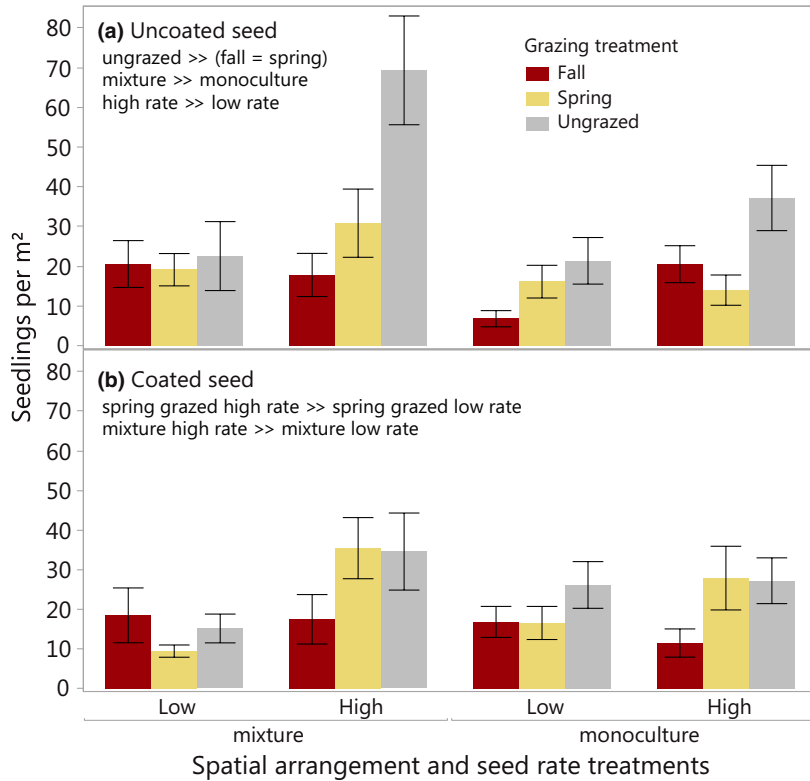 (a) Uncoated seed
ungrazed >> (fall = spring)
mixture >> monoculture
high rate >> low rate
Grazing treatment
Fall
Spring
Ungrazed
80
70
60
50
40
30
20
10
0
Seedlings per m²
(b) Coated seed
spring grazed high rate >> spring grazed low rate
mixture high rate >> mixture low rate
80
70
60
50
40
30
20
10
0
Low High Low High
mixture monoculture
Spatial arrangement and seed rate treatments